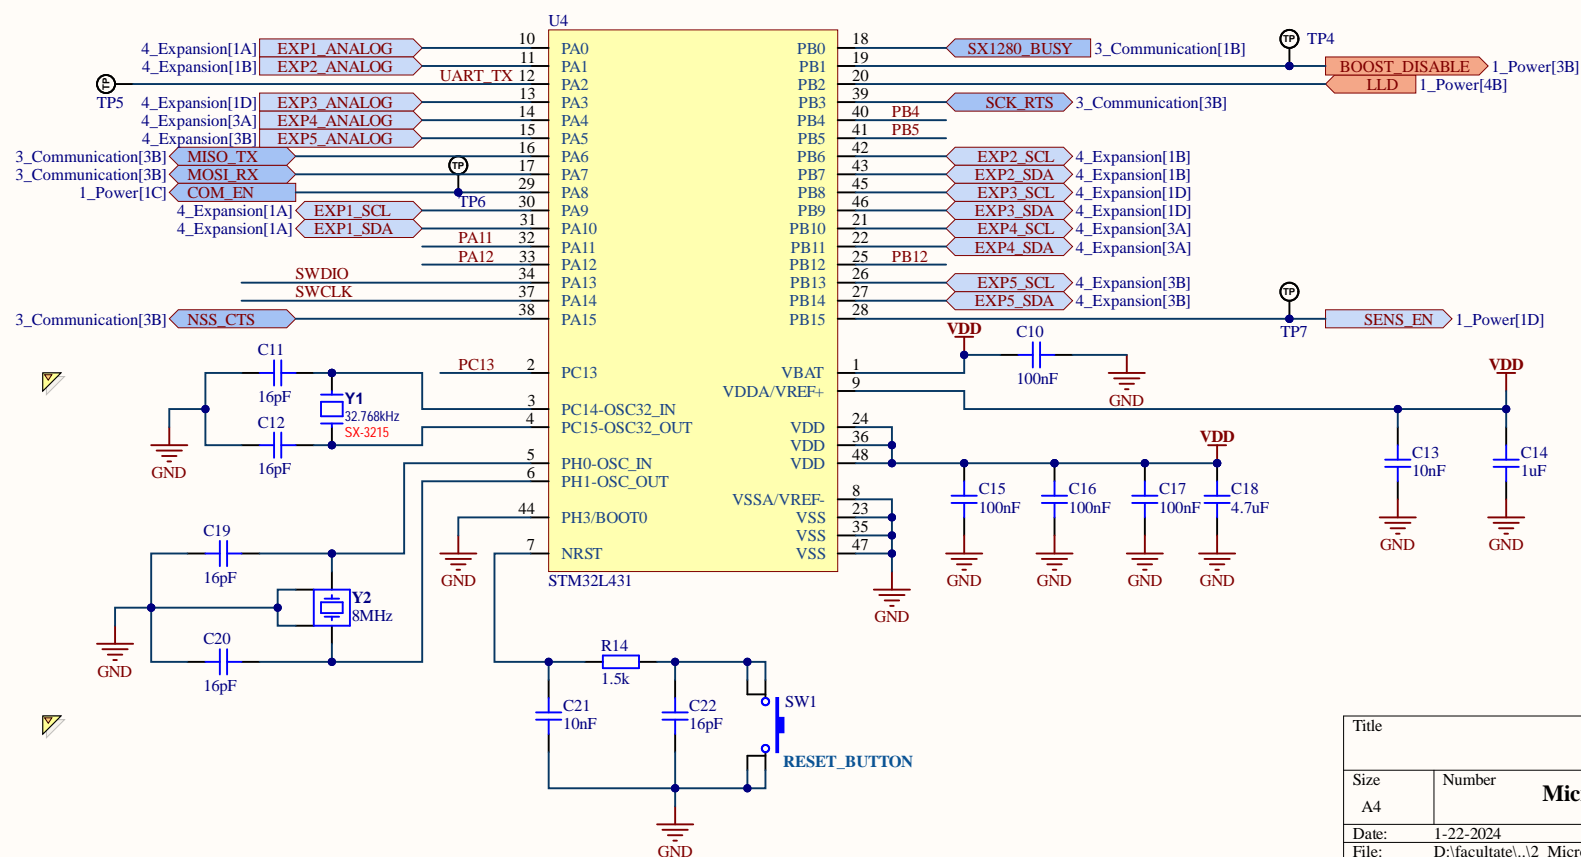 U4
4_Expansion[1A] EXP1_ANALOG 10 PA0 PB0 18 SX1280_BUSY 3_Communication[1B] TP TP4
4_Expansion[1B] EXP2_ANALOG 11 PA1 PB1 19 BOOST_DISABLE 1_Power[3B]
TP TP5 UART_TX 12 PA2 PB2 20 LLD 1_Power[4B]
4_Expansion[1D] EXP3_ANALOG 13 PA3 PB3 39 SCK_RTS 3_Communication[3B]
4_Expansion[3A] EXP4_ANALOG 14 PA4 PB4 40 PB4
4_Expansion[3B] EXP5_ANALOG 15 PA5 PB5 41 PB5
3_Communication[3B] MISO_TX 16 PA6 PB6 42 EXP2_SCL 4_Expansion[1B]
3_Communication[3B] MOSI_RX TP 17 PA7 PB7 43 EXP2_SDA 4_Expansion[1B]
1_Power[1C] COM_EN TP6 29 PA8 PB8 45 EXP3_SCL 4_Expansion[1D]
4_Expansion[1A] EXP1_SCL 30 PA9 PB9 46 EXP3_SDA 4_Expansion[1D]
4_Expansion[1A] EXP1_SDA 31 PA10 PB10 21 EXP4_SCL 4_Expansion[3A]
PA11 32 PA11 PB11 22 EXP4_SDA 4_Expansion[3A]
PA12 33 PA12 PB12 25 PB12
SWDIO 34 PA13 PB13 26 EXP5_SCL 4_Expansion[3B]
SWCLK 37 PA14 PB14 27 EXP5_SDA 4_Expansion[3B] TP
3_Communication[3B] NSS_CTS 38 PA15 PB15 28 TP7 SENS_EN 1_Power[1D]
VDD C10
100nF
GND
C11
16pF
PC13 2 PC13 VBAT 1
VDDA/VREF+ 9
VDD
Y1
32.768kHz
SX-3215
3 PC14-OSC32_IN
4 PC15-OSC32_OUT VDD 24
C12
16pF
GND
VDD 36
5 PH0-OSC_IN VDD 48 VDD
6 PH1-OSC_OUT
C13
10nF
GND
C14
1uF
GND
C15
100nF
GND
C16
100nF
GND
C17
100nF
GND
C18
4.7uF
GND
VSSA/VREF- 8
44 PH3/BOOT0 VSS 23
VSS 35
7 NRST VSS 47
GND
GND
STM32L431
C19
16pF
Y2
8MHz
GND
C20
16pF
R14
1.5k
C21
10nF
C22
16pF
SW1
RESET_BUTTON
GND
Title
Size Number
A4
Date: 1-22-2024